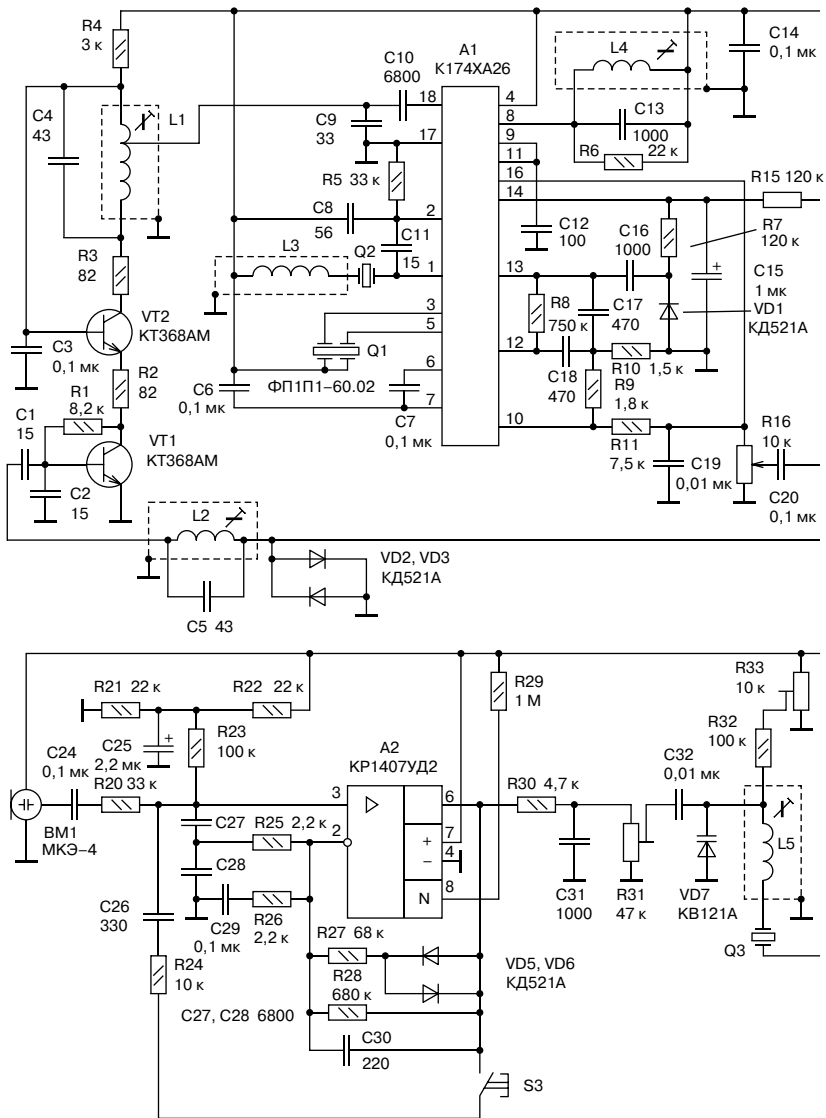 R4
3 к
C4
43
L1
R3
82
VT2
КТ368АМ
C3
0,1 мк
R2
82
R1
8,2 к
C1
15
VT1
КТ368АМ
C2
15
C10
6800
C9
33
R5 33 к
C8
56
C11
15
L3
Q2
Q1
ФП1П1–60.02
C6
0,1 мк
C7
0,1 мк
A1
К174ХА26
18
17
2
1
3
5
6
7
4
8
9
11
16
14
13
12
10
L4
C14
0,1 мк
C13
1000
R6
22 к
R15 120 к
C12
100
C16
1000
R7
120 к
+
C15
1 мк
VD1
КД521А
R8
750 к
C17
470
C18
470
R10
1,5 к
R9
1,8 к
R11
7,5 к
C19
0,01 мк
R16
10 к
C20
0,1 мк
L2
C5 43
VD2, VD3
КД521А
R21 22 к
R22 22 к
R29
1 М
R33
10 к
R23
100 к
+
C25
2,2 мк
C24
0,1 мк
R20 33 к
BM1
МКЭ–4
A2
КР1407УД2
3
2
6
+
7
–
4
N
8
C27
R25 2,2 к
C28
C29
0,1 мк
R26
2,2 к
C26
330
R24
10 к
C27, C28 6800
R27 68 к
R28
680 к
C30
220
VD5, VD6
КД521А
S3
R30 4,7 к
C31
1000
R31
47 к
C32
0,01 мк
R32
100 к
VD7
КВ121А
L5
Q3